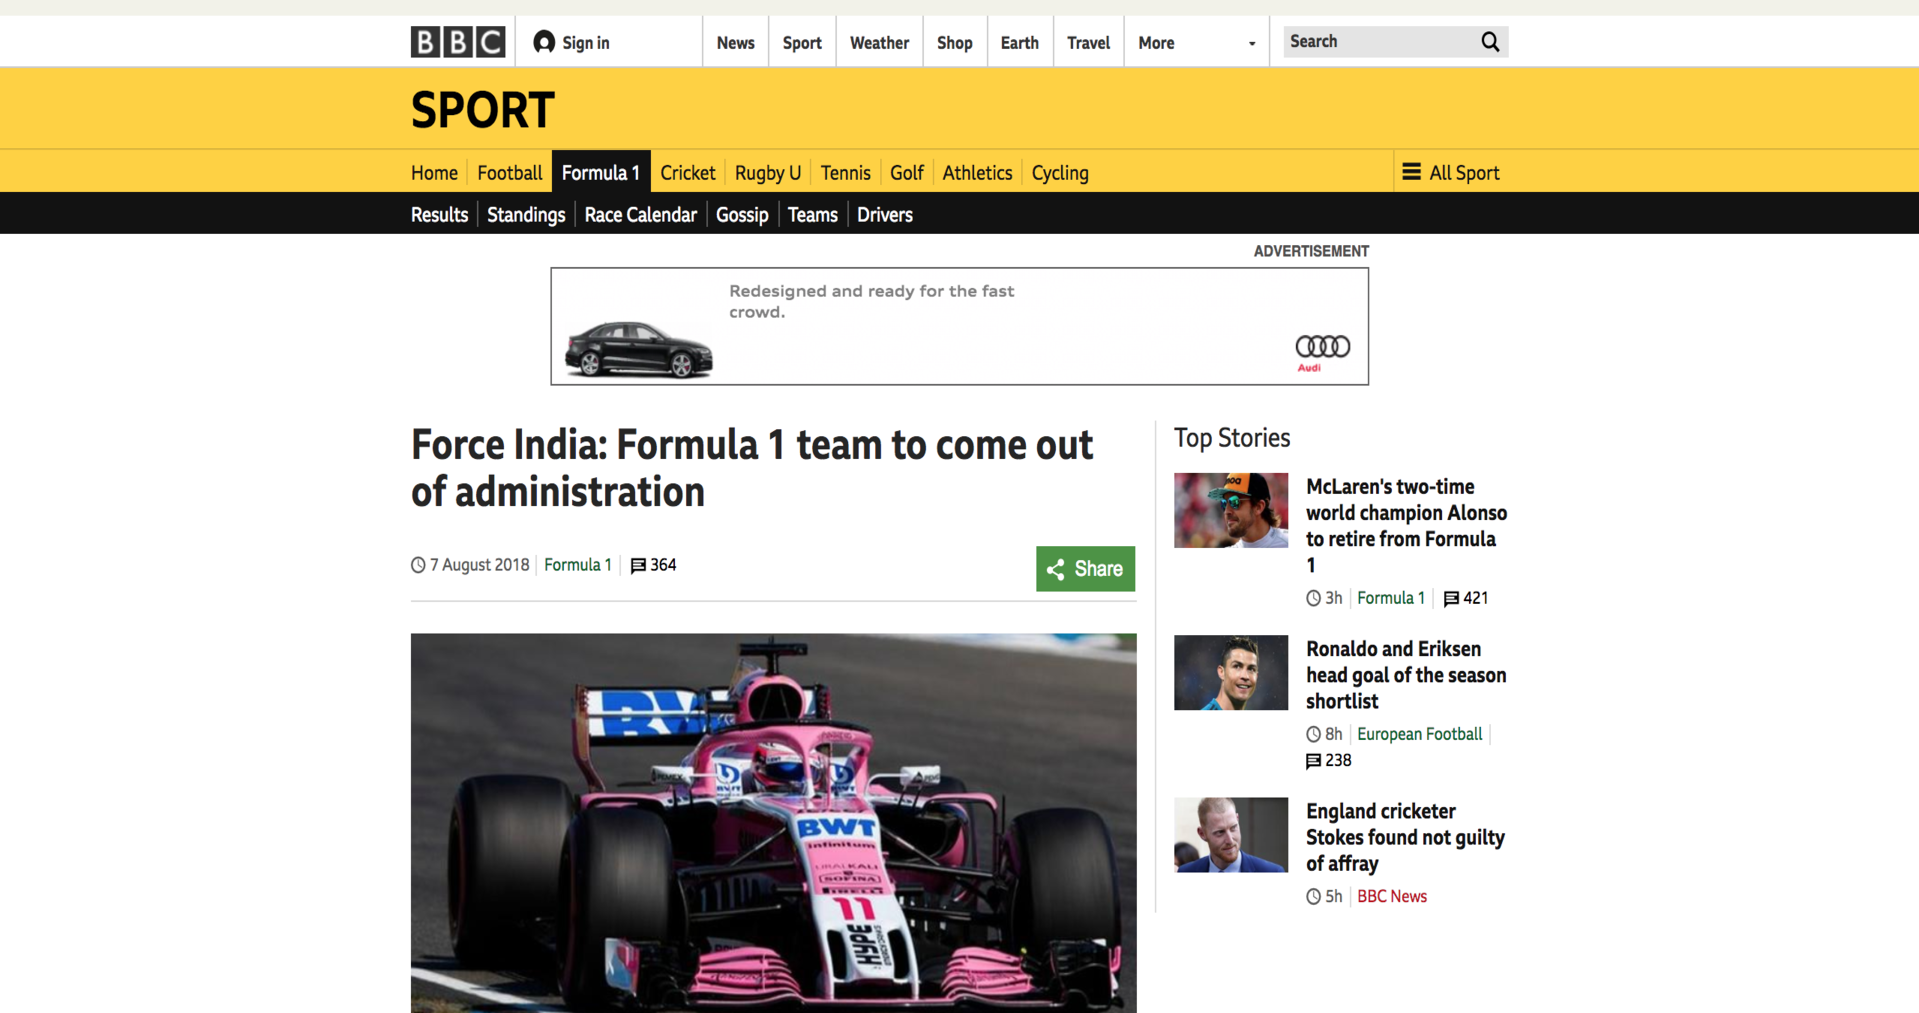 BBC
Sign in
News
Sport
Weather
Shop
Earth
Travel
More
Search
SPORT
Home
Football
Formula 1
Cricket
Rugby U
Tennis
Golf
Athletics
Cycling
All Sport
Results
Standings
Race Calendar
Gossip
Teams
Drivers
ADVERTISEMENT
Redesigned and ready for the fast
crowd.
Audi
Force India: Formula 1 team to come out
of administration
7 August 2018
Formula 1
364
Share
BWT
infinitum
URALKALI
SOFINA
PIRELLI
11
HYPE
Top Stories
McLaren's two-time
world champion Alonso
to retire from Formula
1
3h
Formula 1
421
Ronaldo and Eriksen
head goal of the season
shortlist
8h
European Football
238
England cricketer
Stokes found not guilty
of affray
5h
BBC News